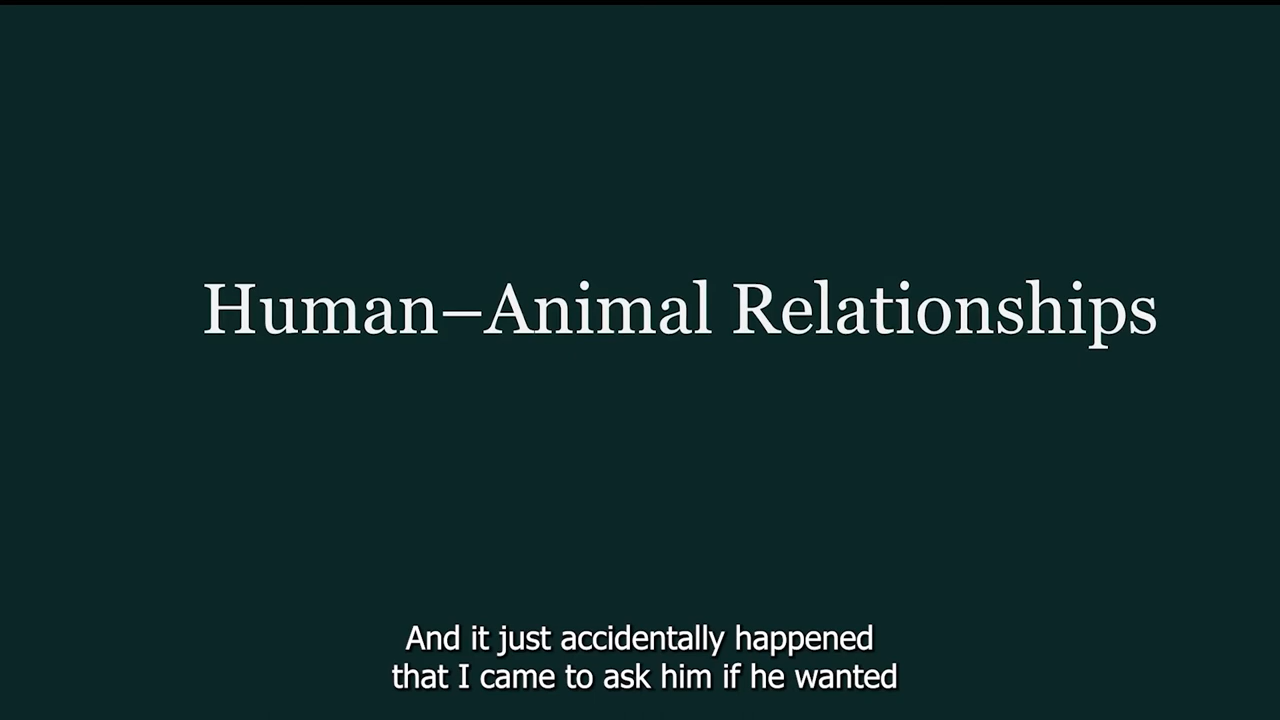 Human–Animal Relationships
And it just accidentally happened
that I came to ask him if he wanted